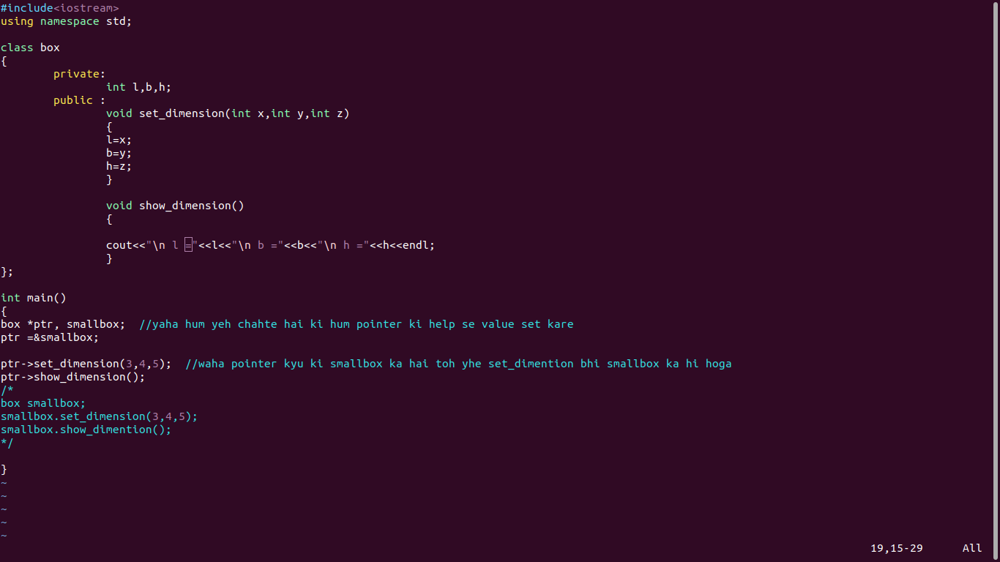 #include<iostream>
using namespace std;

class box
{
        private:
                int l,b,h;
        public :
                void set_dimension(int x,int y,int z)
                {
                l=x;
                b=y;
                h=z;
                }

                void show_dimension()
                {

                cout<<"\n l ="<<l<<"\n b ="<<b<<"\n h ="<<h<<endl;
                }
};

int main()
{
box *ptr, smallbox;  //yaha hum yeh chahte hai ki hum pointer ki help se value set kare
ptr =&smallbox;

ptr->set_dimension(3,4,5);  //waha pointer kyu ki smallbox ka hai toh yhe set_dimention bhi smallbox ka hi hoga
ptr->show_dimension();
/*
box smallbox;
smallbox.set_dimension(3,4,5);
smallbox.show_dimention();
*/

}
~
~
~
~
~
19,15-29      All